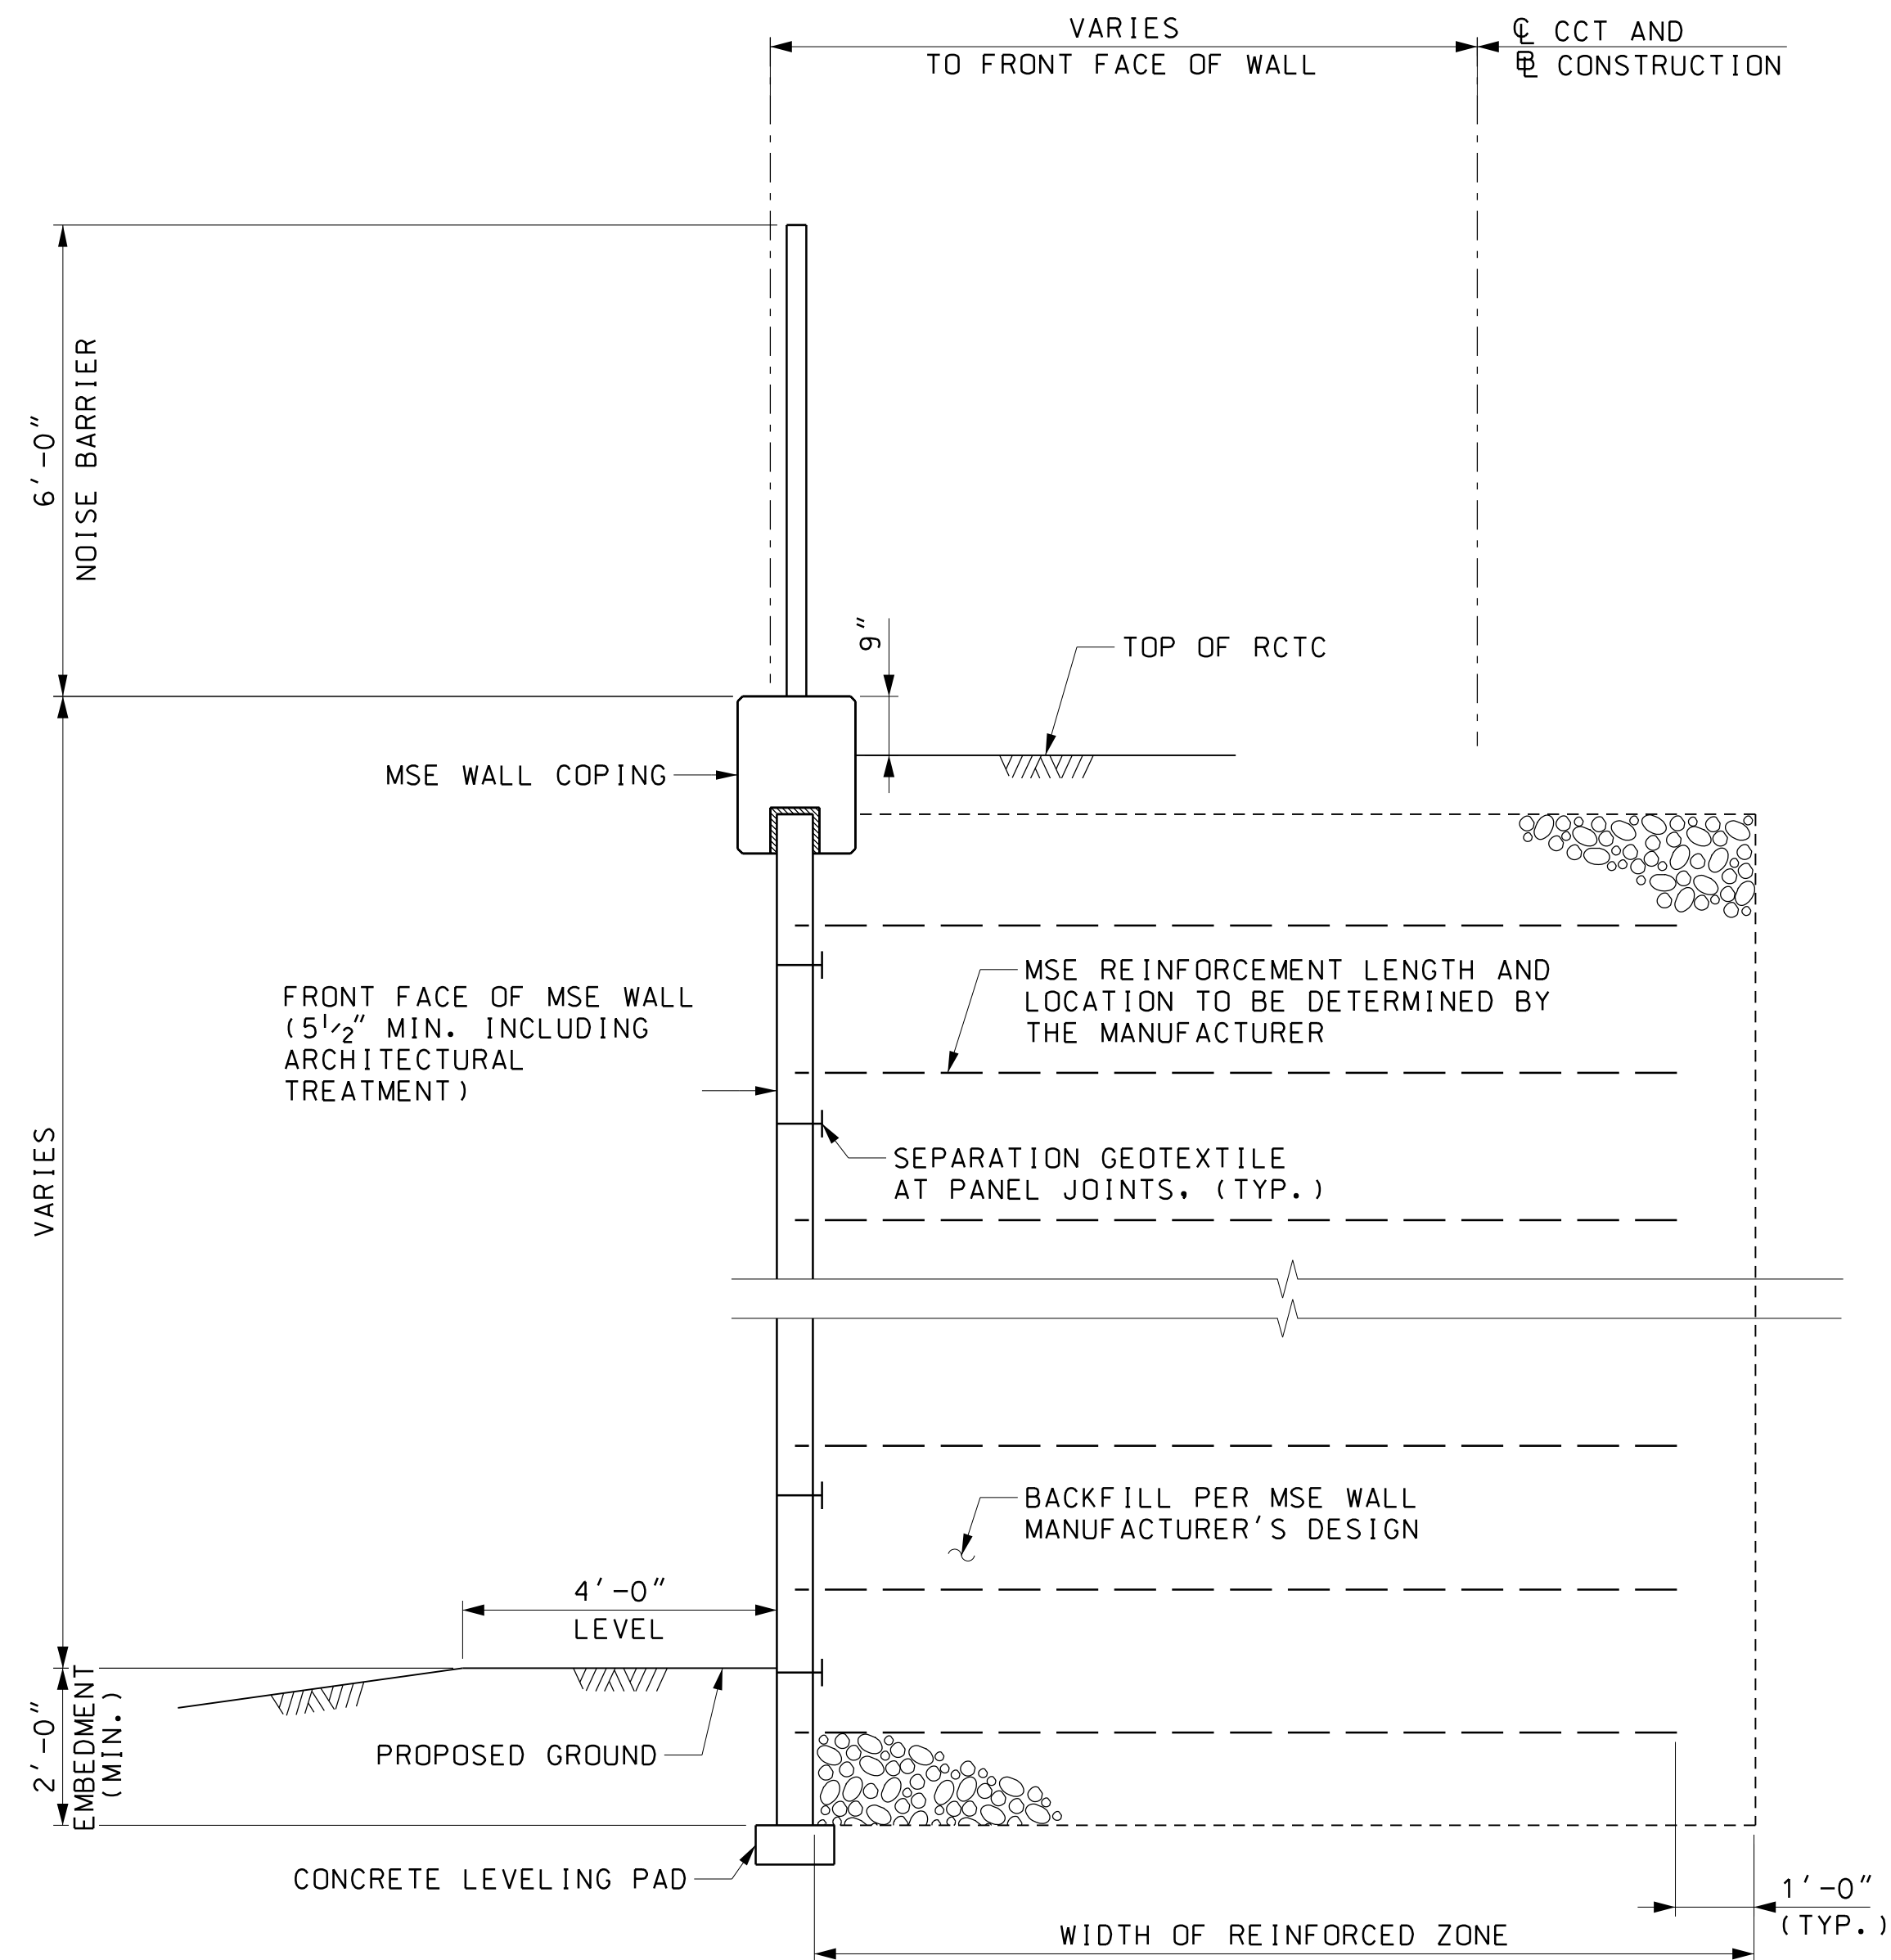 VARIES
TO FRONT FACE OF WALL
℄ CCT AND
BL CONSTRUCTION
6'-0"
NOISE BARRIER
9"
TOP OF RCTC
MSE WALL COPING
FRONT FACE OF MSE WALL
(5 1/2" MIN. INCLUDING
ARCHITECTURAL
TREATMENT)
MSE REINFORCEMENT LENGTH AND
LOCATION TO BE DETERMINED BY
THE MANUFACTURER
SEPARATION GEOTEXTILE
AT PANEL JOINTS. (TYP.)
VARIES
BACKFILL PER MSE WALL
MANUFACTURER'S DESIGN
4'-0"
LEVEL
2'-0"
EMBEDMENT
(MIN.)
PROPOSED GROUND
CONCRETE LEVELING PAD
1'-0"
(TYP.)
WIDTH OF REINFORCED ZONE